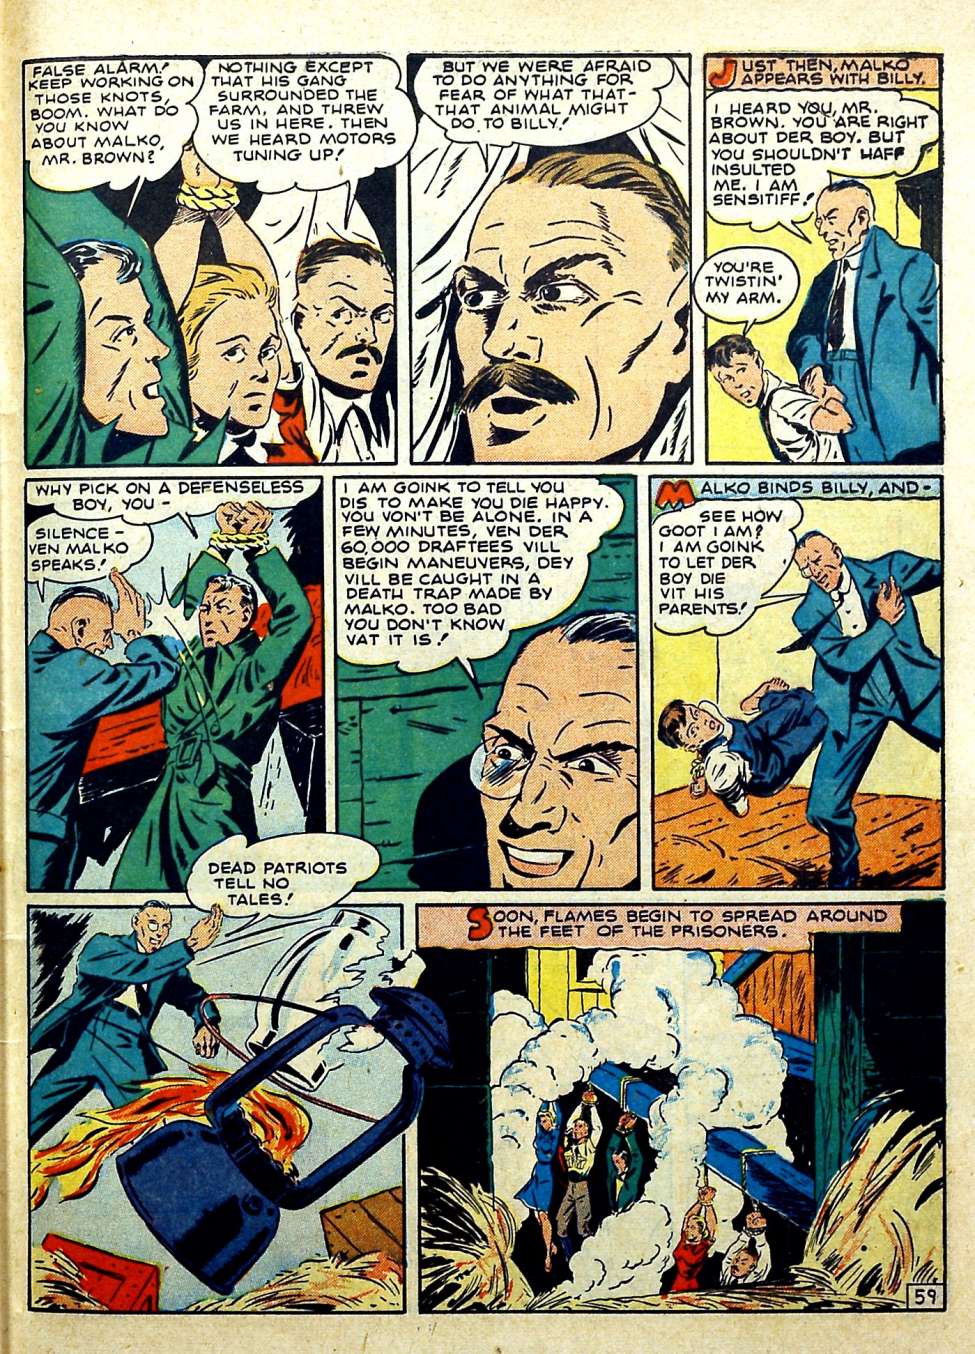 FALSE ALARM!
KEEP WORKING ON
THOSE KNOTS,
BOOM. WHAT DO
YOU KNOW
ABOUT MALKO,
MR. BROWN?
NOTHING EXCEPT
THAT HIS GANG
SURROUNDED THE
FARM, AND THREW
US IN HERE. THEN
WE HEARD MOTORS
TUNING UP!
BUT WE WERE AFRAID
TO DO ANYTHING FOR
FEAR OF WHAT THAT-
THAT ANIMAL MIGHT
DO TO BILLY!
JUST THEN, MALKO
APPEARS WITH BILLY.
I HEARD YOU, MR.
BROWN. YOU ARE RIGHT
ABOUT DER BOY. BUT
YOU SHOULDN'T HAFF
INSULTED
ME. I AM
SENSITIFF!
YOU'RE
TWISTIN'
MY ARM.
WHY PICK ON A DEFENSELESS
BOY, YOU -
SILENCE -
VEN MALKO
SPEAKS!
I AM GOINK TO TELL YOU
DIS TO MAKE YOU DIE HAPPY.
YOU VON'T BE ALONE. IN A
FEW MINUTES, VEN DER
60,000 DRAFTEES VILL
BEGIN MANEUVERS, DEY
VILL BE CAUGHT IN A
DEATH TRAP MADE BY
MALKO. TOO BAD
YOU DON'T KNOW
VAT IT IS!
MALKO BINDS BILLY, AND-
SEE HOW
GOOT I AM?
I AM GOINK
TO LET DER
BOY DIE
VIT HIS
PARENTS!
DEAD PATRIOTS
TELL NO
TALES!
SOON, FLAMES BEGIN TO SPREAD AROUND
THE FEET OF THE PRISONERS.
59